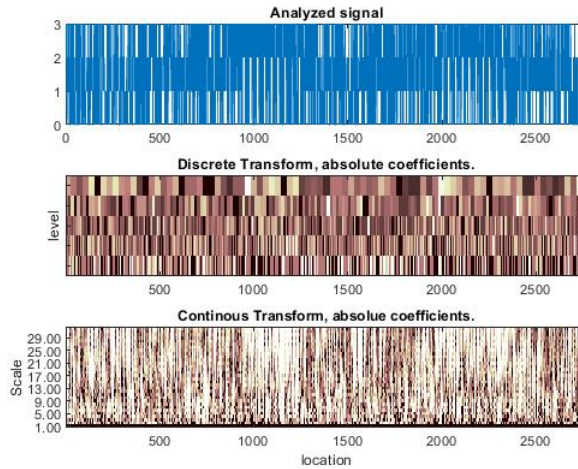 Analyzed signal
3
2
1
0
0 500 1000 1500 2000 2500
Discrete Transform, absolute coefficients.
level
500 1000 1500 2000 2500
Continous Transform, absolue coefficients.
Scale
29.00
25.00
21.00
17.00
13.00
9.00
5.00
1.00
500 1000 1500 2000 2500
location